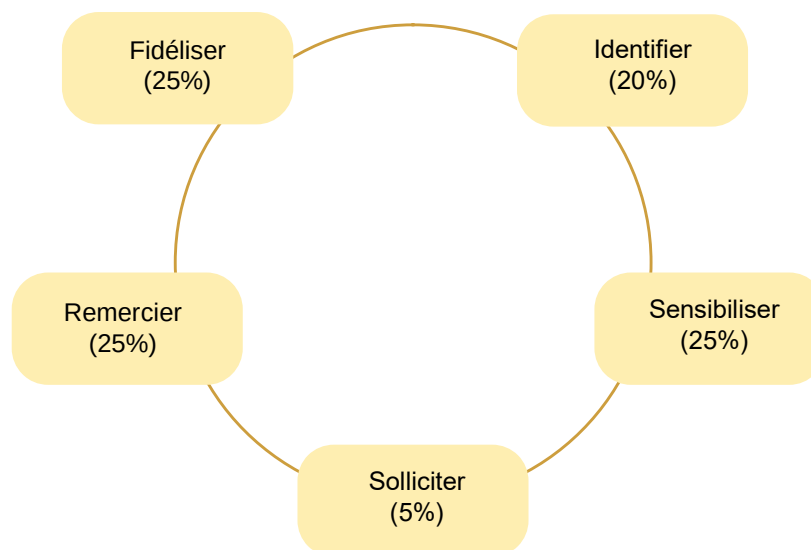 Fidéliser
(25%)
Identifier
(20%)
Remercier
(25%)
Sensibiliser
(25%)
Solliciter
(5%)